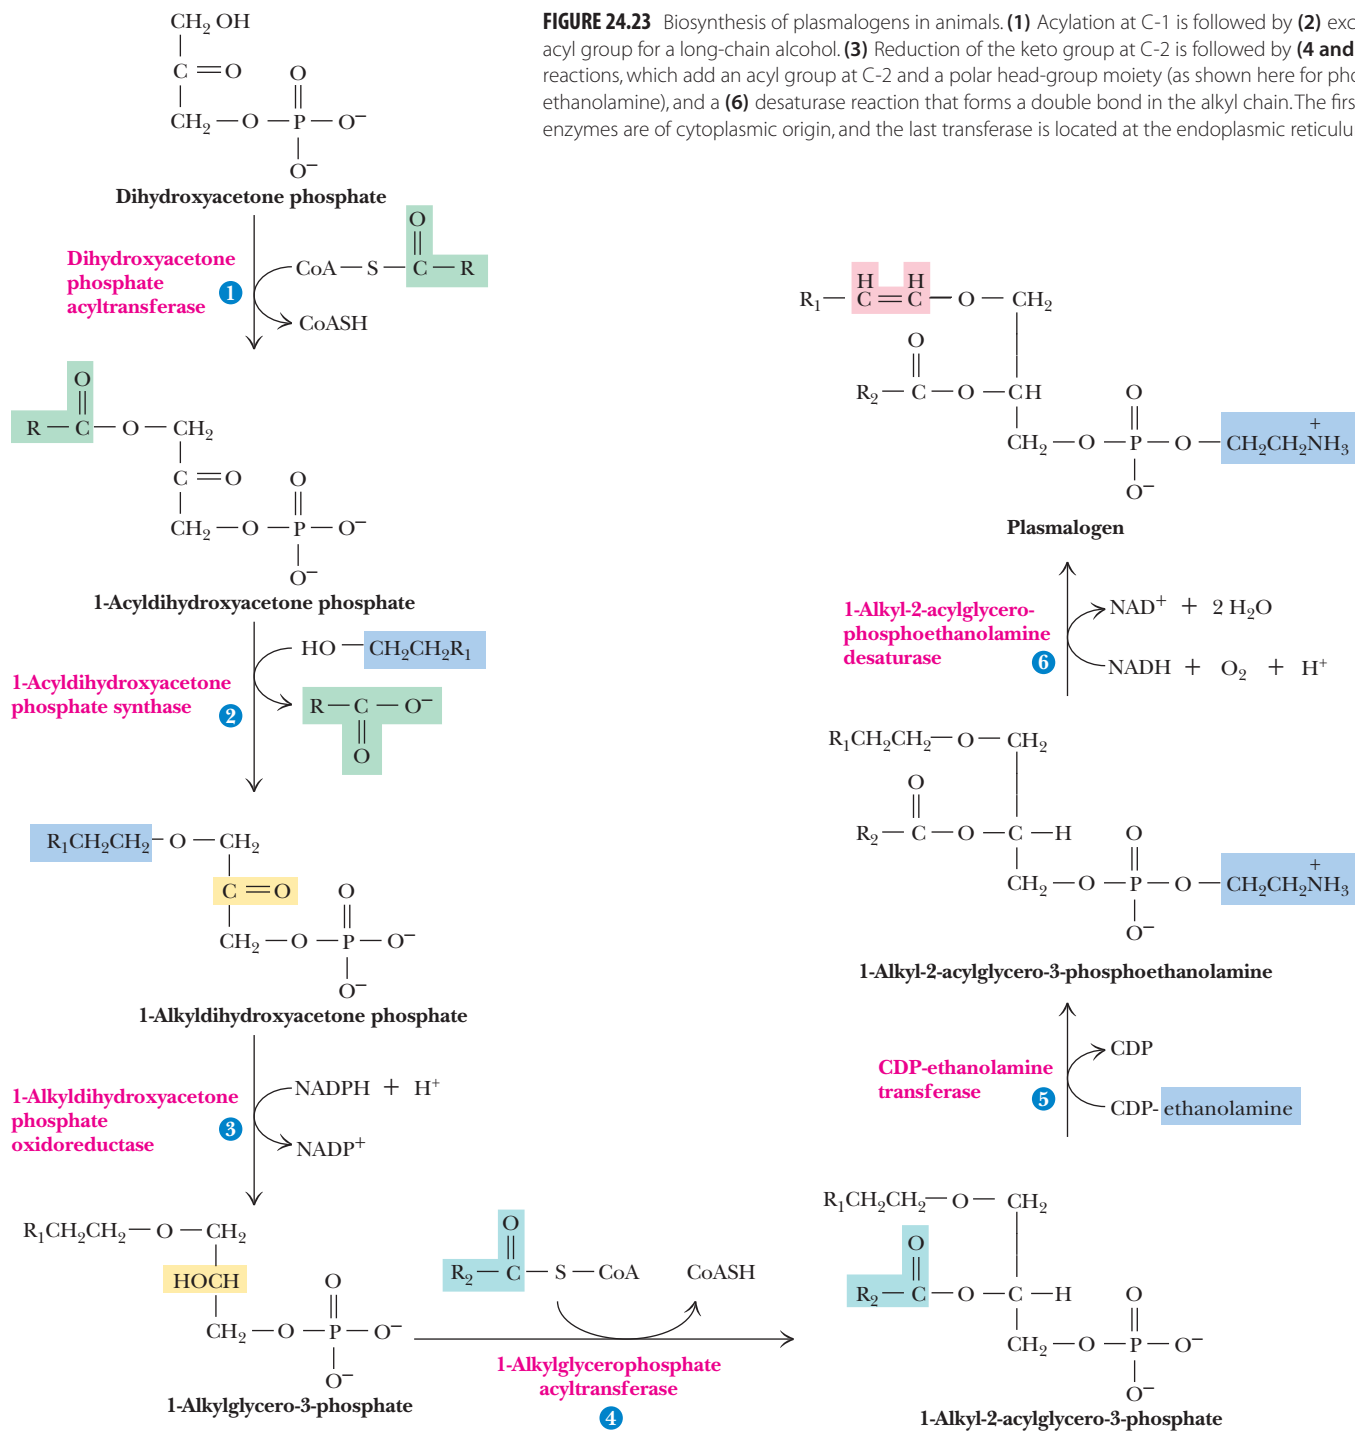 FIGURE 24.23 Biosynthesis of plasmalogens in animals. (1) Acylation at C-1 is followed by (2) exc
acyl group for a long-chain alcohol. (3) Reduction of the keto group at C-2 is followed by (4 and
reactions, which add an acyl group at C-2 and a polar head-group moiety (as shown here for pho
ethanolamine), and a (6) desaturase reaction that forms a double bond in the alkyl chain. The firs
enzymes are of cytoplasmic origin, and the last transferase is located at the endoplasmic reticulu
CH₂ OH
C=O O
CH₂—O—P—O⁻
O⁻
Dihydroxyacetone phosphate
Dihydroxyacetone
phosphate
acyltransferase
1
O
CoA—S—C—R
CoASH
O
R—C—O—CH₂
C=O O
CH₂—O—P—O⁻
O⁻
1-Acyldihydroxyacetone phosphate
1-Acyldihydroxyacetone
phosphate synthase
2
HO—CH₂CH₂R₁
R—C—O⁻
O
R₁CH₂CH₂—O—CH₂
C=O O
CH₂—O—P—O⁻
O⁻
1-Alkyldihydroxyacetone phosphate
1-Alkyldihydroxyacetone
phosphate
oxidoreductase
3
NADPH + H⁺
NADP⁺
R₁CH₂CH₂—O—CH₂
HOCH O
CH₂—O—P—O⁻
O⁻
1-Alkylglycero-3-phosphate
O
R₂—C—S—CoA CoASH
1-Alkylglycerophosphate
acyltransferase
4
R₁CH₂CH₂—O—CH₂
O
R₂—C—O—C—H O
CH₂—O—P—O⁻
O⁻
1-Alkyl-2-acylglycero-3-phosphate
CDP-ethanolamine
transferase
5
CDP
CDP-ethanolamine
R₁CH₂CH₂—O—CH₂
O
R₂—C—O—C—H O +
CH₂—O—P—O—CH₂CH₂NH₃
O⁻
1-Alkyl-2-acylglycero-3-phosphoethanolamine
1-Alkyl-2-acylglycero-
phosphoethanolamine
desaturase
6
NAD⁺ + 2 H₂O
NADH + O₂ + H⁺
H H
R₁—C=C—O—CH₂
O
R₂—C—O—CH O +
CH₂—O—P—O—CH₂CH₂NH₃
O⁻
Plasmalogen